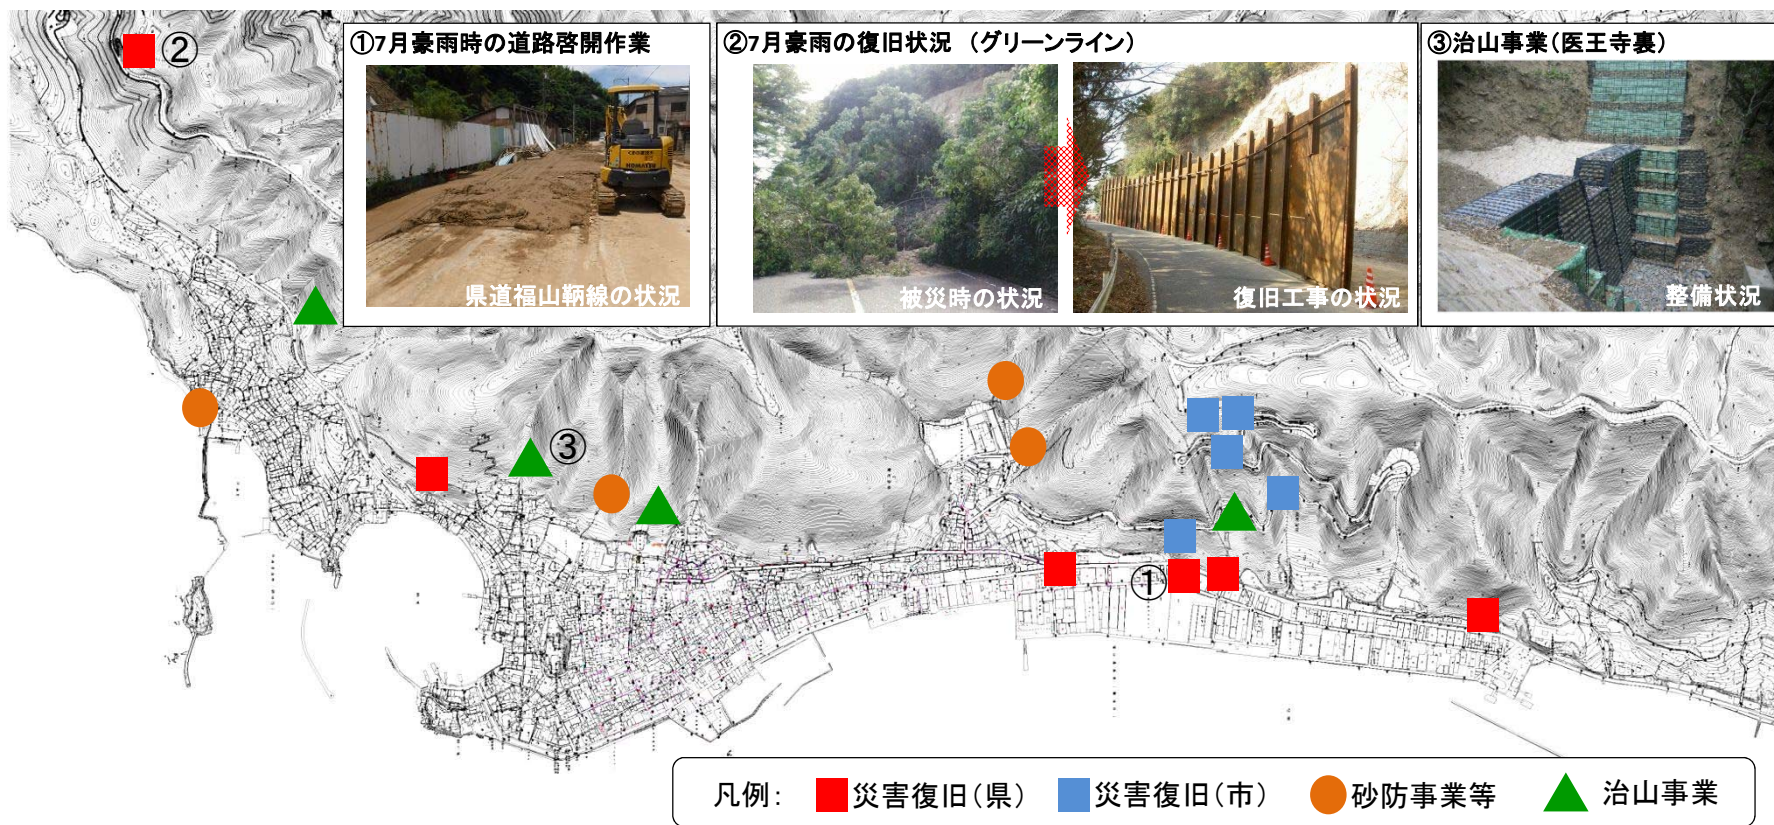 ②
①7月豪雨時の道路啓開作業
KOMATSU
県道福山鞆線の状況
②7月豪雨の復旧状況 (グリーンライン)
被災時の状況
復旧工事の状況
③治山事業(医王寺裏)
整備状況
③
①
凡例:
災害復旧(県)
災害復旧(市)
砂防事業等
治山事業